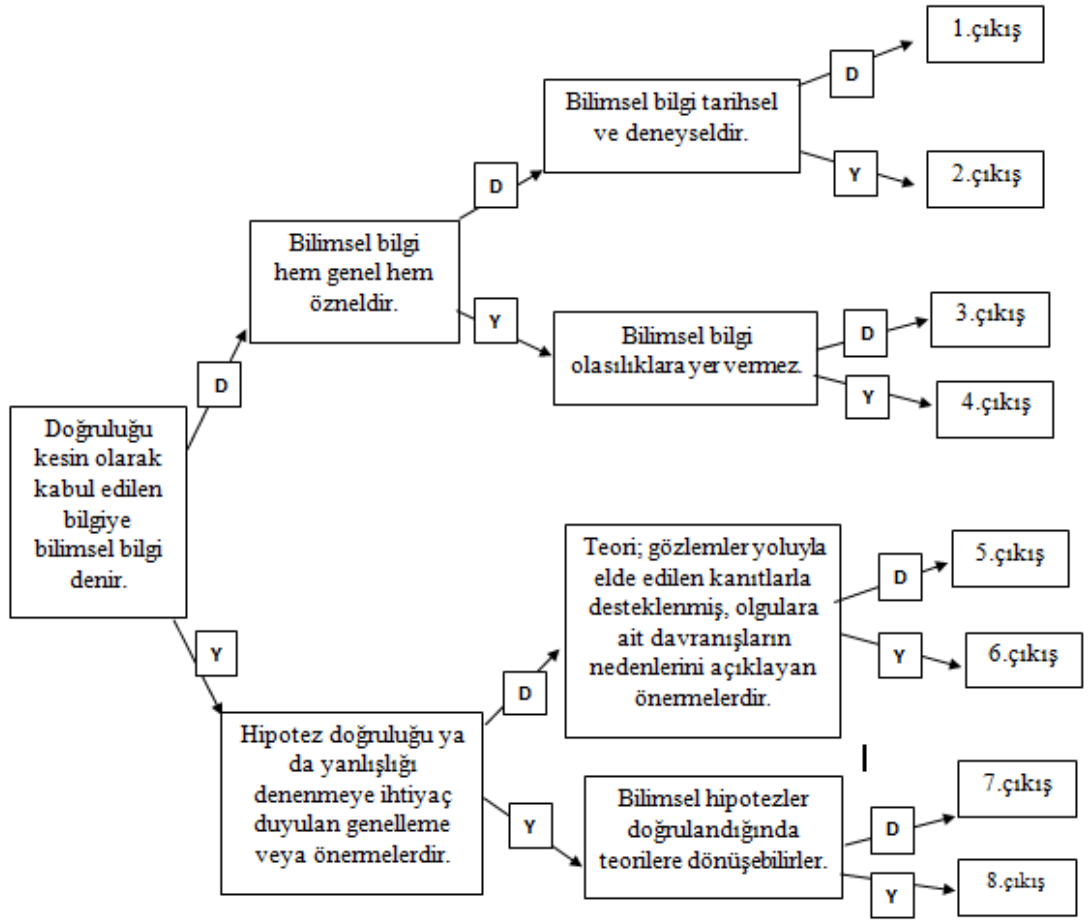 Doğruluğu
kesin olarak
kabul edilen
bilgiye
bilimsel bilgi
denir.
D
Y
Bilimsel bilgi
hem genel hem
özneldir.
D
Y
Bilimsel bilgi tarihsel
ve deneyseldir.
D
1.çıkış
Y
2.çıkış
Bilimsel bilgi
olasılıklara yer vermez.
D
3.çıkış
Y
4.çıkış
Hipotez doğruluğu ya
da yanlışlığı
denenmeye ihtiyaç
duyulan genelleme
veya önermelerdir.
D
Y
Teori; gözlemler yoluyla
elde edilen kanıtlarla
desteklenmiş, olgulara
ait davranışların
nedenlerini açıklayan
önermelerdir.
D
5.çıkış
Y
6.çıkış
Bilimsel hipotezler
doğrulandığında
teorilere dönüşebilirler.
D
7.çıkış
Y
8.çıkış